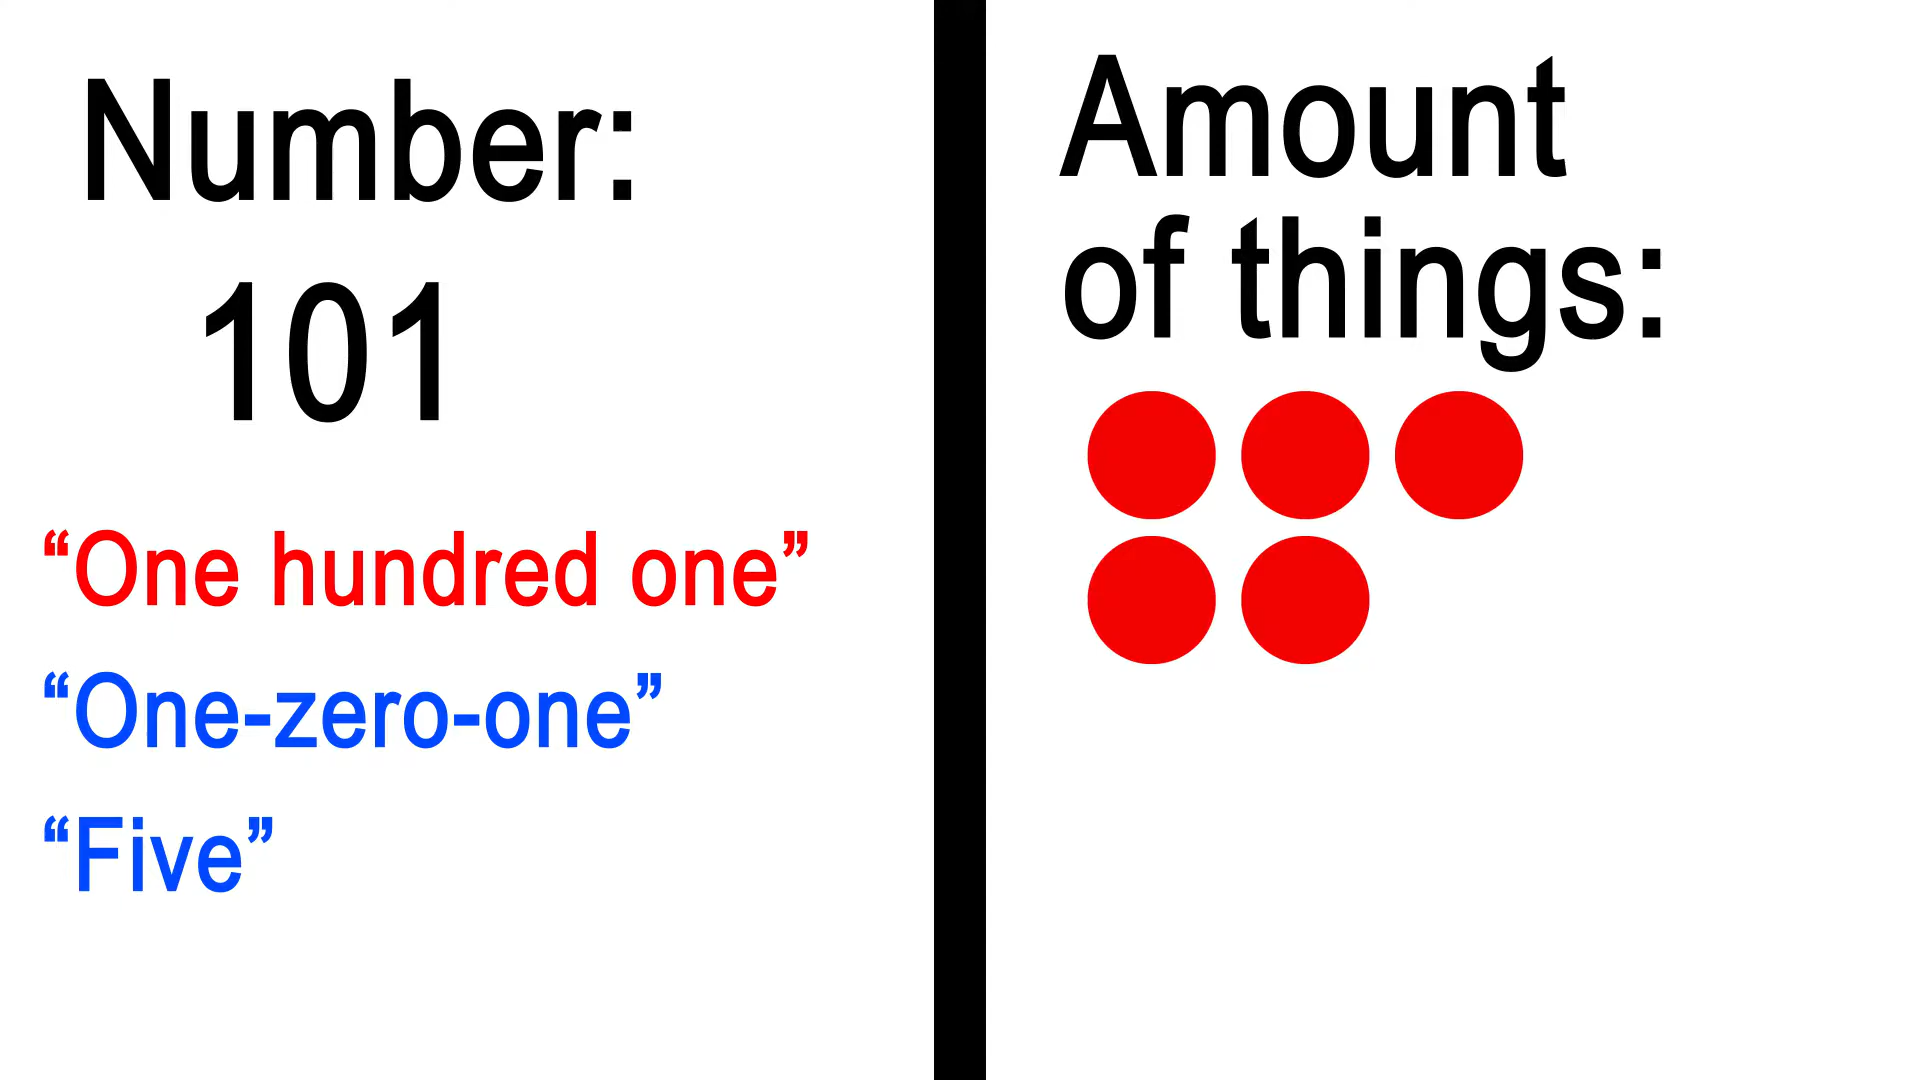 Number:
101
“One hundred one”
“One-zero-one”
“Five”
Amount
of things: